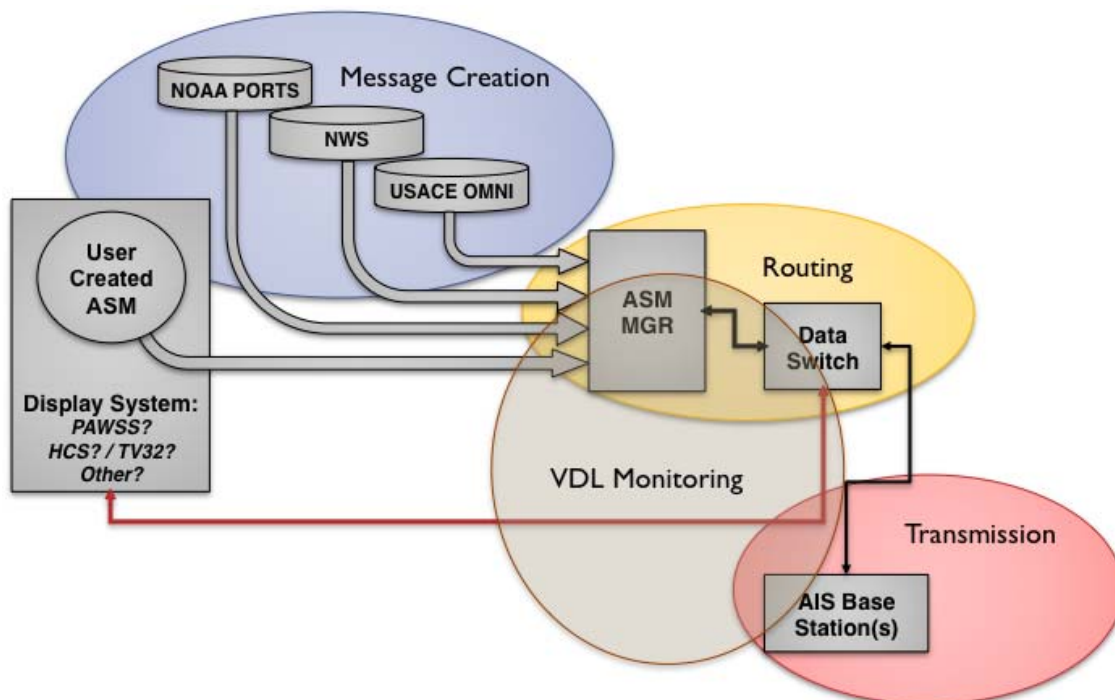 Message Creation
NOAA PORTS
NWS
USACE OMNI
User
Created
ASM
Display System:
PAWSS?
HCS? / TV32?
Other?
ASM
MGR
Routing
Data
Switch
VDL Monitoring
Transmission
AIS Base
Station(s)